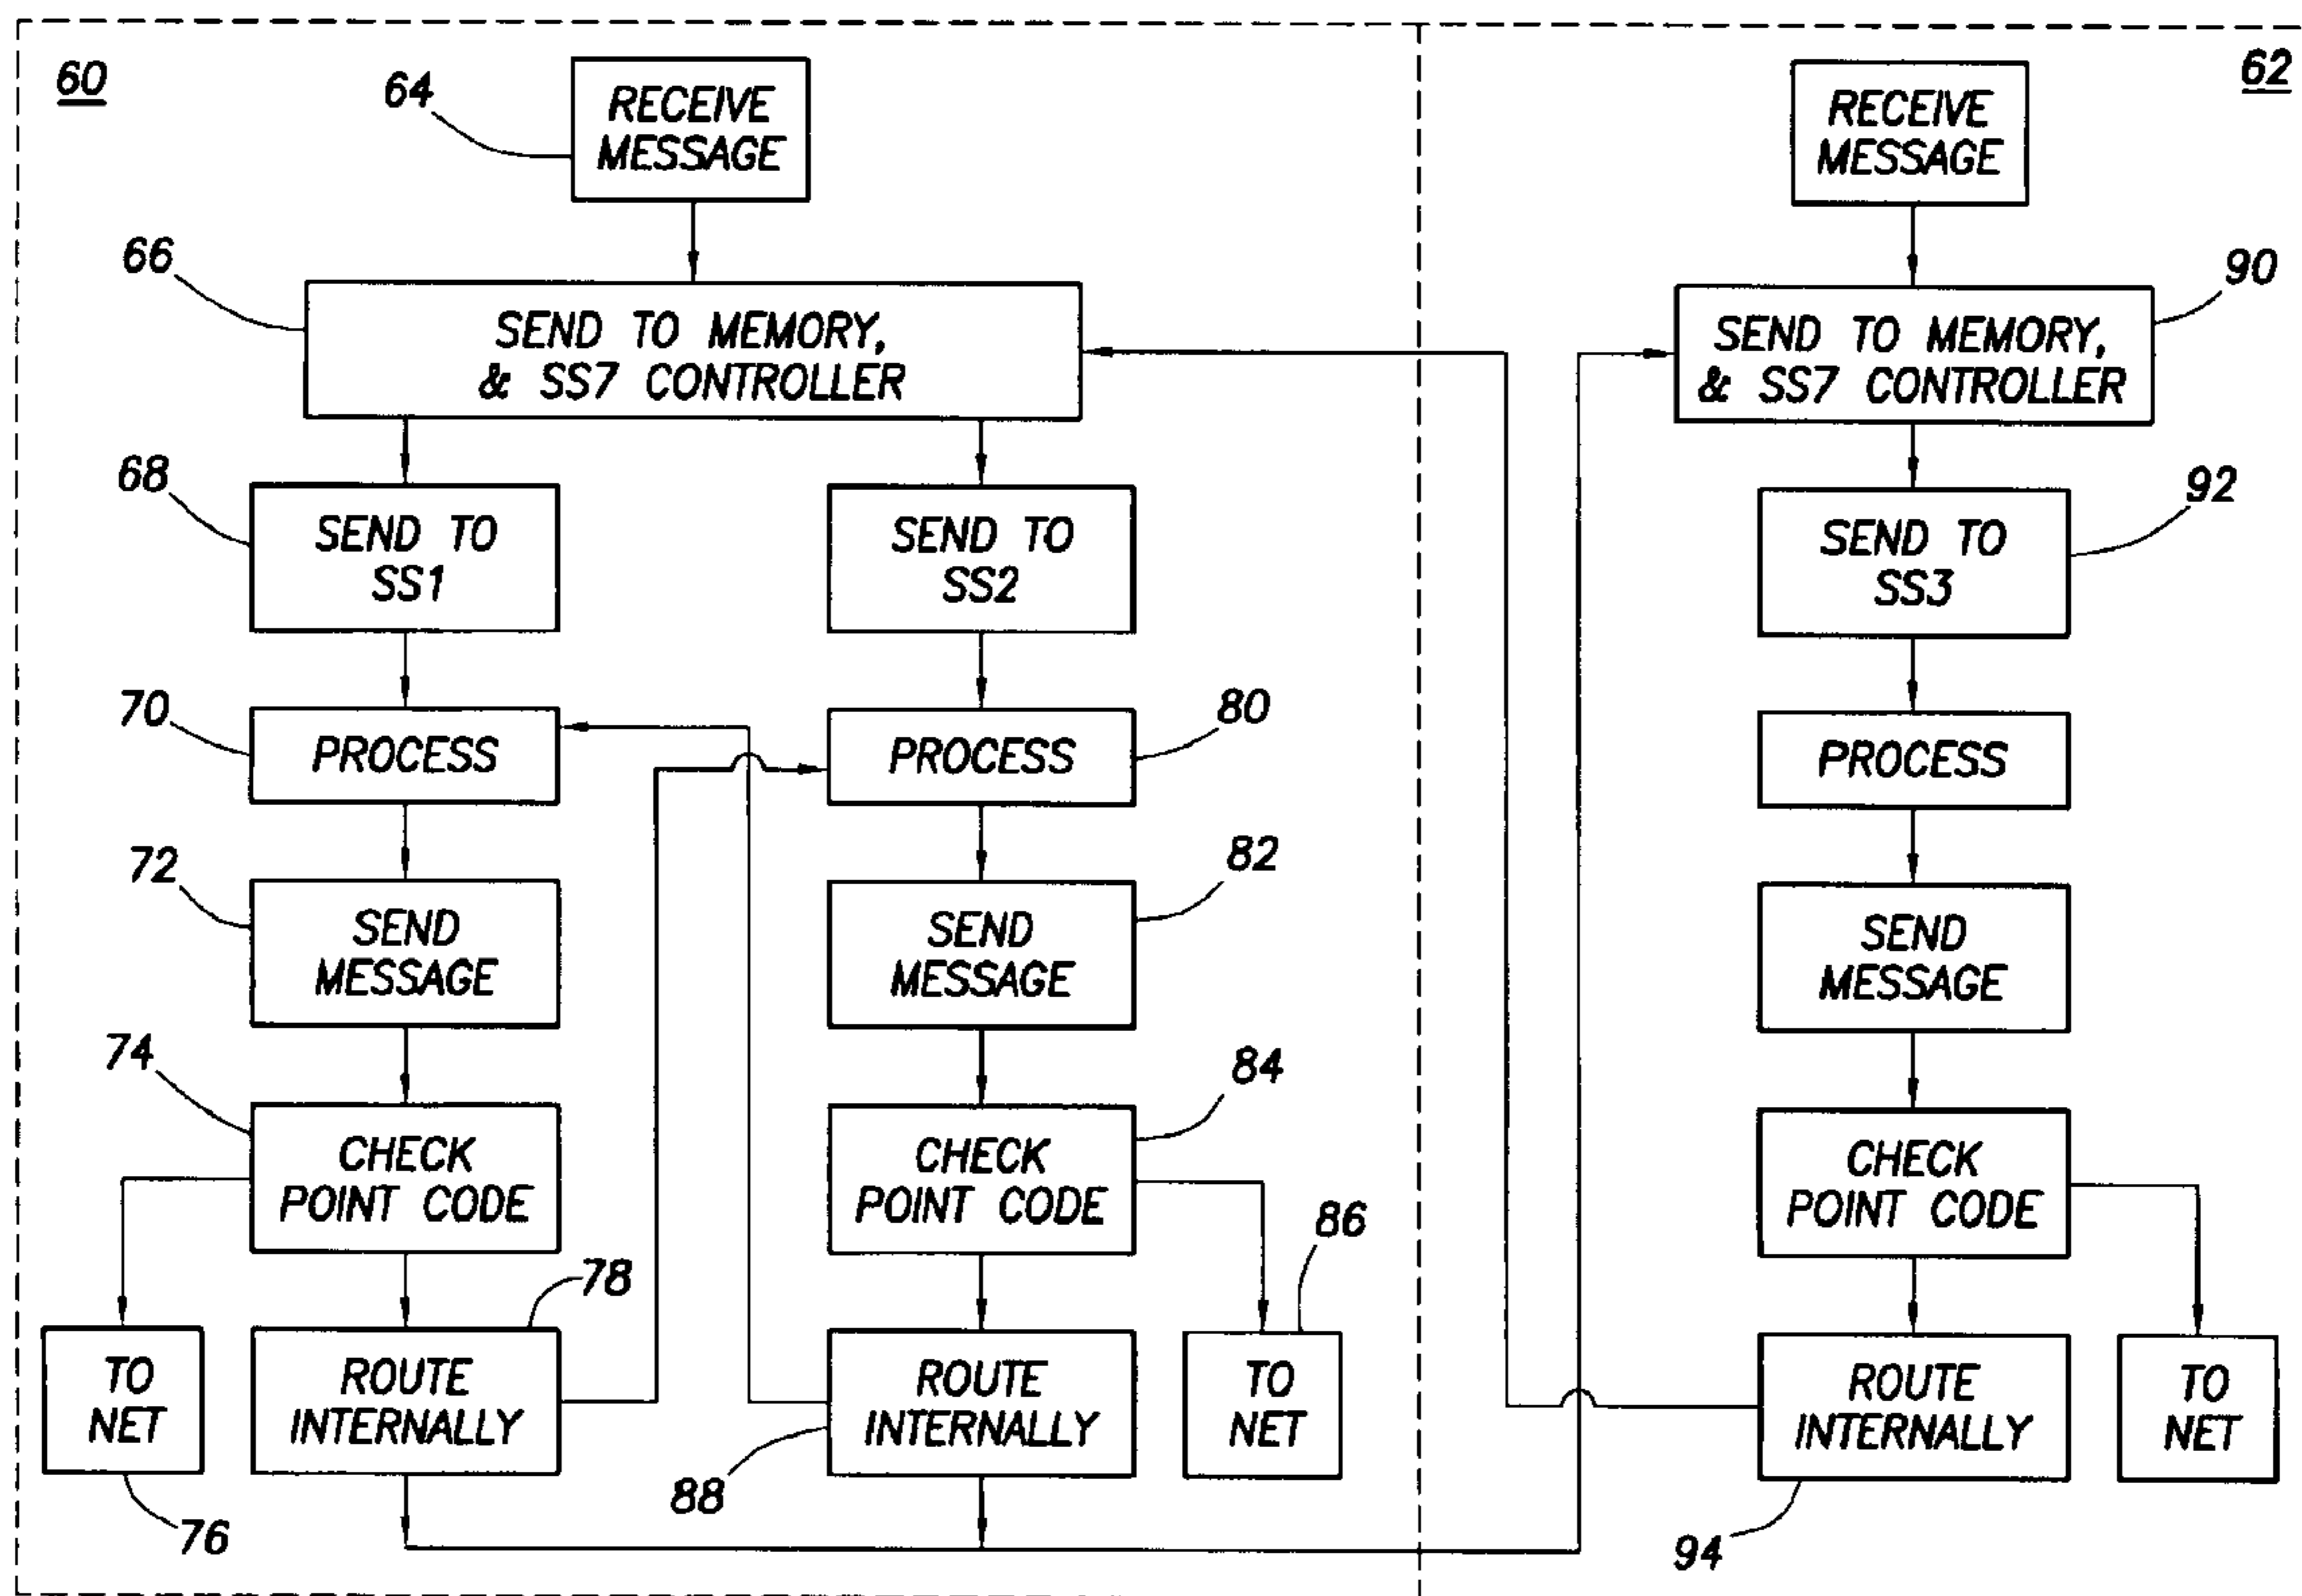 60
64
RECEIVE
MESSAGE
RECEIVE
MESSAGE
62
66
SEND TO MEMORY,
& SS7 CONTROLLER
SEND TO MEMORY,
& SS7 CONTROLLER
90
68
SEND TO
SS1
SEND TO
SS2
SEND TO
SS3
92
70
PROCESS
PROCESS
80
PROCESS
72
SEND
MESSAGE
SEND
MESSAGE
82
SEND
MESSAGE
74
CHECK
POINT CODE
CHECK
POINT CODE
84
CHECK
POINT CODE
TO
NET
76
ROUTE
INTERNALLY
78
ROUTE
INTERNALLY
88
TO
NET
86
ROUTE
INTERNALLY
94
TO
NET